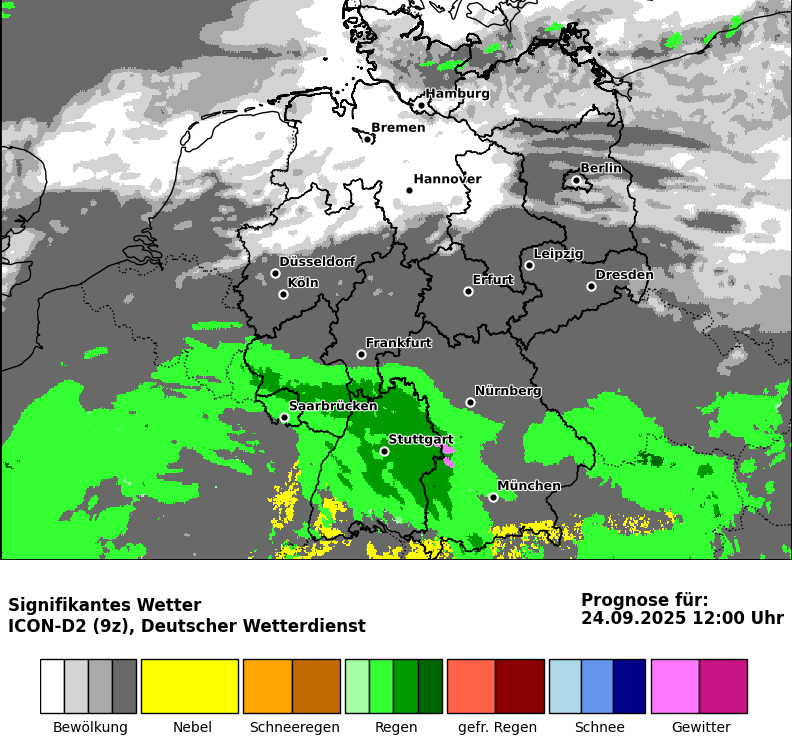 Hamburg
Bremen
Berlin
Hannover
Düsseldorf
Köln
Leipzig
Erfurt
Dresden
Frankfurt
Nürnberg
Saarbrücken
Stuttgart
München
Signifikantes Wetter
ICON-D2 (9z), Deutscher Wetterdienst
Prognose für:
24.09.2025 12:00 Uhr
Bewölkung
Nebel
Schneeregen
Regen
gefr. Regen
Schnee
Gewitter